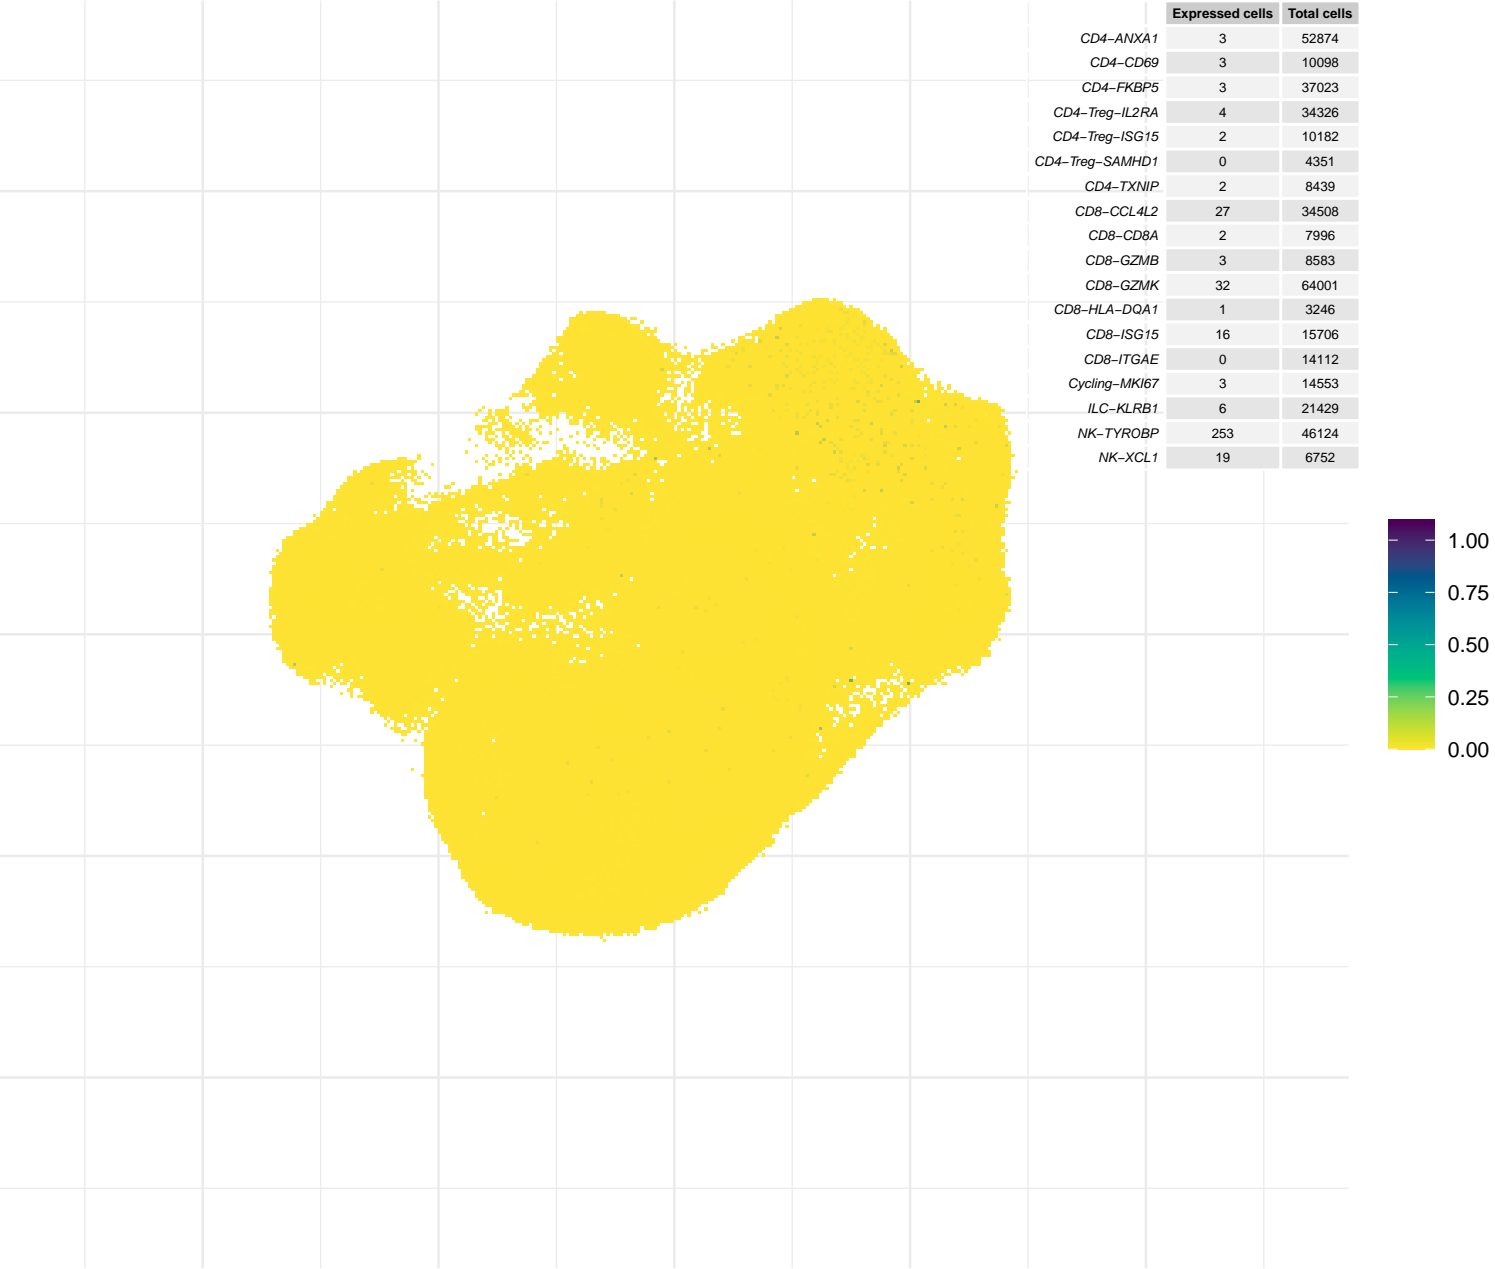 Expressed cells Total cells
CD4−ANXA1 3 52874
CD4−CD69 3 10098
CD4−FKBP5 3 37023
CD4−Treg−IL2RA 4 34326
CD4−Treg−ISG15 2 10182
CD4−Treg−SAMHD1 0 4351
CD4−TXNIP 2 8439
CD8−CCL4L2 27 34508
CD8−CD8A 2 7996
CD8−GZMB 3 8583
CD8−GZMK 32 64001
CD8−HLA−DQA1 1 3246
CD8−ISG15 16 15706
CD8−ITGAE 0 14112
Cycling−MKI67 3 14553
ILC−KLRB1 6 21429
NK−TYROBP 253 46124
NK−XCL1 19 6752
1.00
0.75
0.50
0.25
0.00